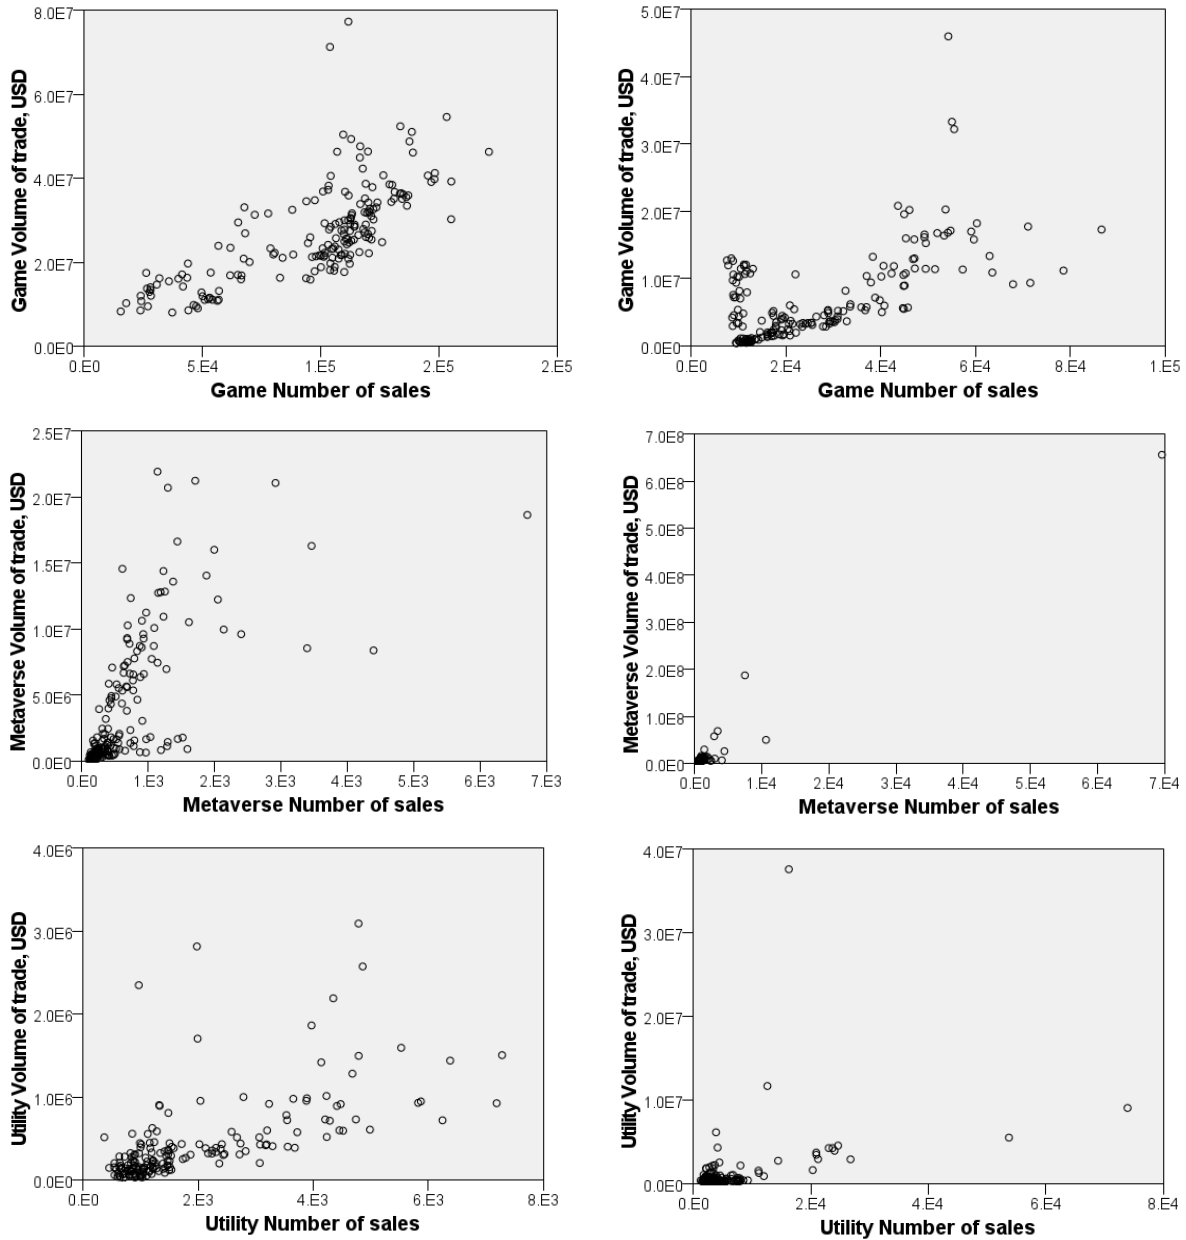 8.0E7
6.0E7
4.0E7
2.0E7
0.0E0
Game Volume of trade, USD
0.E0 5.E4 1.E5 2.E5 2.E5
Game Number of sales
5.0E7
4.0E7
3.0E7
2.0E7
1.0E7
0.0E0
Game Volume of trade, USD
0.E0 2.E4 4.E4 6.E4 8.E4 1.E5
Game Number of sales
2.5E7
2.0E7
1.5E7
1.0E7
5.0E6
0.0E0
Metaverse Volume of trade, USD
0.E0 1.E3 2.E3 3.E3 4.E3 5.E3 6.E3 7.E3
Metaverse Number of sales
7.0E8
6.0E8
5.0E8
4.0E8
3.0E8
2.0E8
1.0E8
0.0E0
Metaverse Volume of trade, USD
0.E0 1.E4 2.E4 3.E4 4.E4 5.E4 6.E4 7.E4
Metaverse Number of sales
4.0E6
3.0E6
2.0E6
1.0E6
0.0E0
Utility Volume of trade, USD
0.E0 2.E3 4.E3 6.E3 8.E3
Utility Number of sales
4.0E7
3.0E7
2.0E7
1.0E7
0.0E0
Utility Volume of trade, USD
0.E0 2.E4 4.E4 6.E4 8.E4
Utility Number of sales